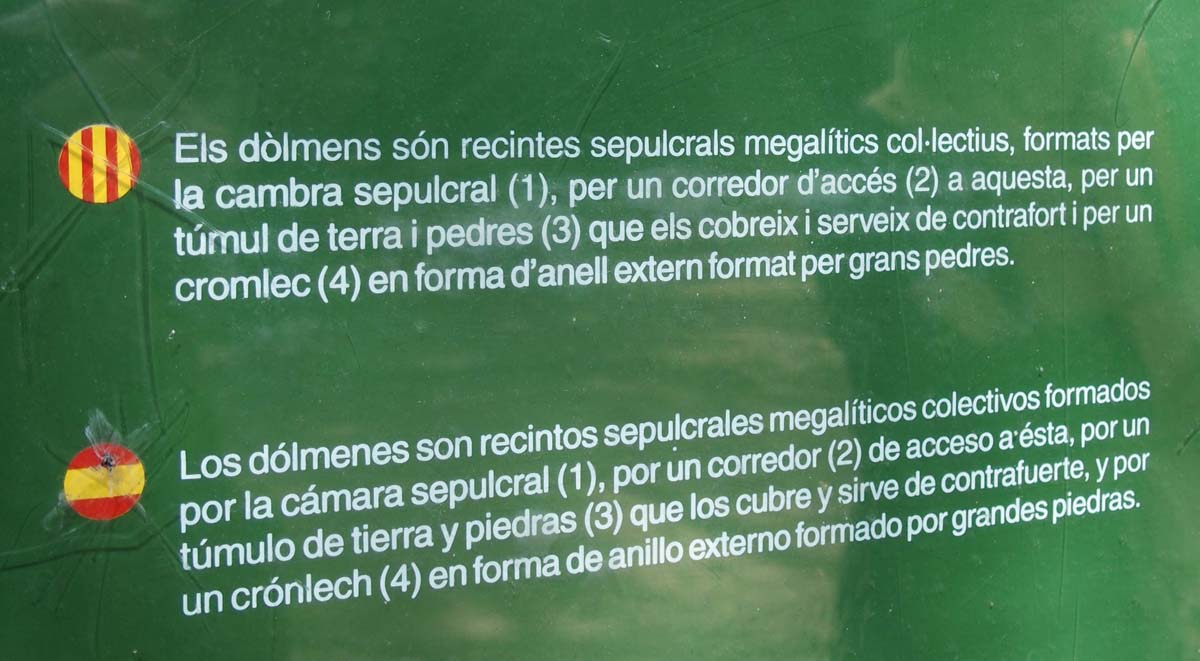 Els dòlmens són recintes sepulcrals megalítics col·lectius, formats per
la cambra sepulcral (1), per un corredor d'accés (2) a aquesta, per un
túmul de terra i pedres (3) que els cobreix i serveix de contrafort i per un
cromlec (4) en forma d'anell extern format per grans pedres.
Los dólmenes son recintos sepulcrales megalíticos colectivos formados
por la cámara sepulcral (1), por un corredor (2) de acceso a ésta, por un
túmulo de tierra y piedras (3) que los cubre y sirve de contrafuerte, y por
un crónlech (4) en forma de anillo externo formado por grandes piedras.